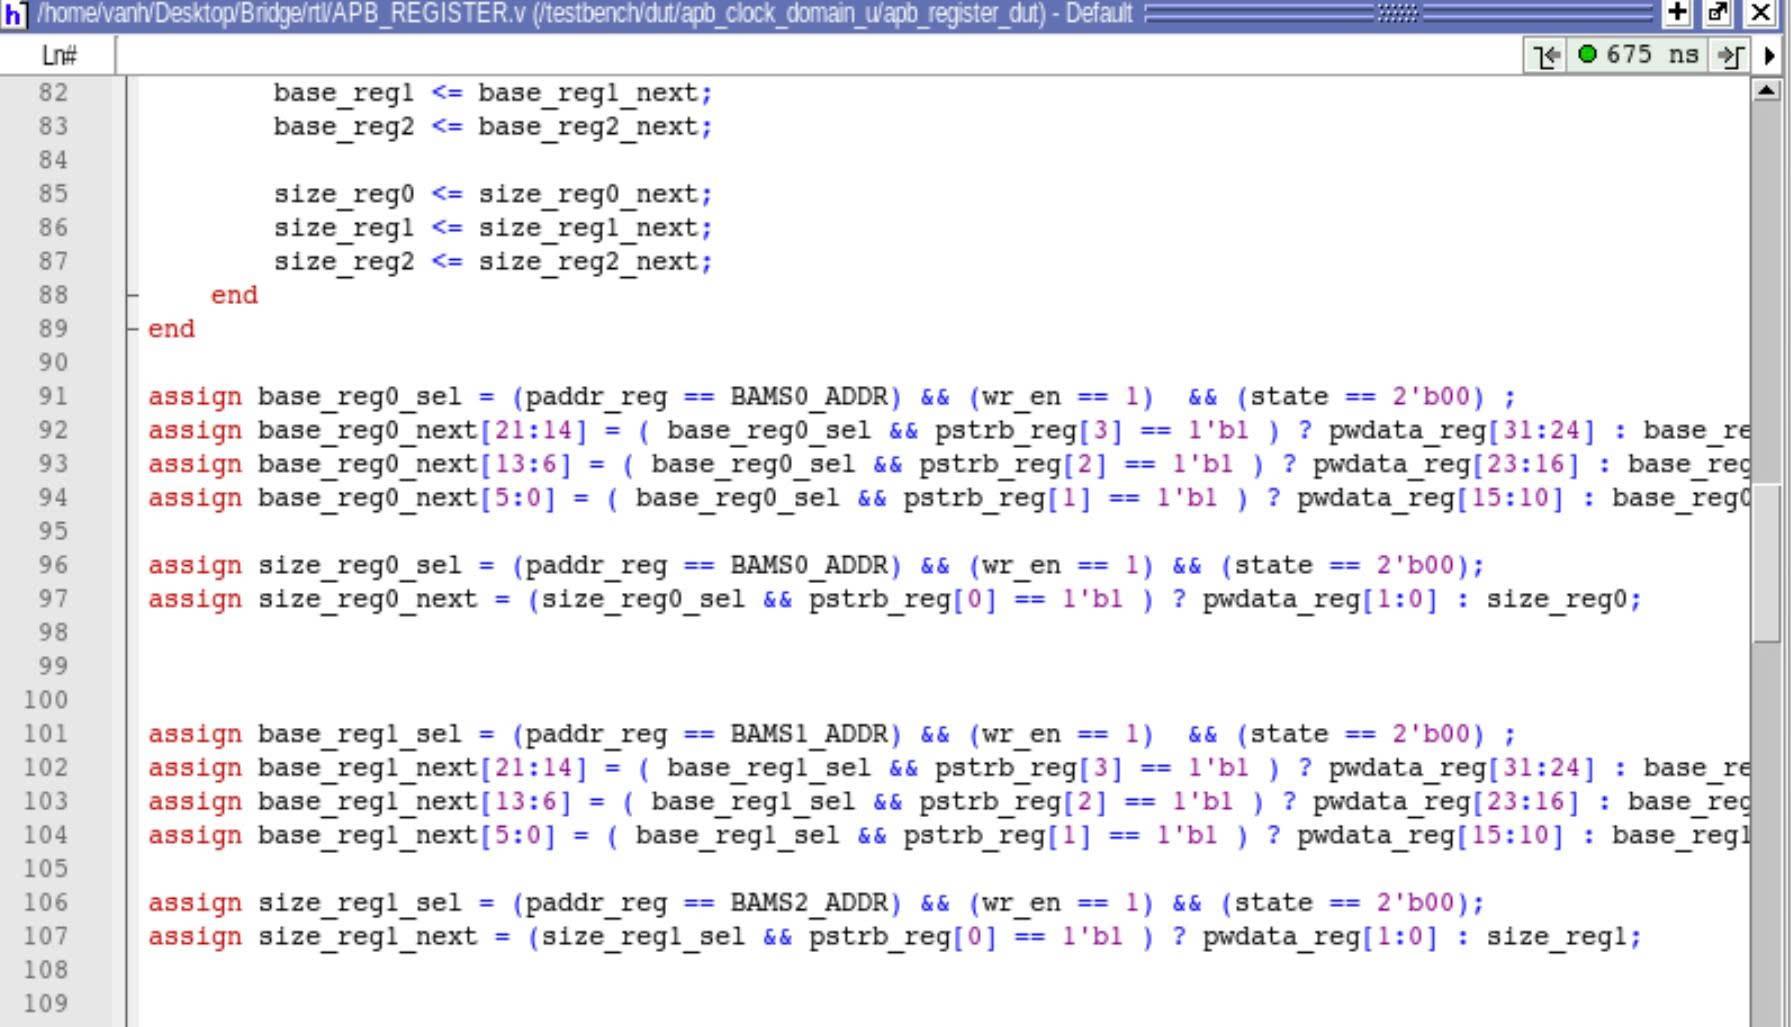 /home/vanh/Desktop/Bridge/rtl/APB_REGISTER.v (/testbench/dut/apb_clock_domain_u/apb_register_dut) - Default
Ln#
675 ns
82 base_reg1 <= base_reg1_next;
83 base_reg2 <= base_reg2_next;
84
85 size_reg0 <= size_reg0_next;
86 size_reg1 <= size_reg1_next;
87 size_reg2 <= size_reg2_next;
88 end
89 end
90
91 assign base_reg0_sel = (paddr_reg == BAMS0_ADDR) && (wr_en == 1)  && (state == 2'b00) ;
92 assign base_reg0_next[21:14] = ( base_reg0_sel && pstrb_reg[3] == 1'b1 ) ? pwdata_reg[31:24] : base_re
93 assign base_reg0_next[13:6] = ( base_reg0_sel && pstrb_reg[2] == 1'b1 ) ? pwdata_reg[23:16] : base_reg
94 assign base_reg0_next[5:0] = ( base_reg0_sel && pstrb_reg[1] == 1'b1 ) ? pwdata_reg[15:10] : base_reg0
95
96 assign size_reg0_sel = (paddr_reg == BAMS0_ADDR) && (wr_en == 1) && (state == 2'b00);
97 assign size_reg0_next = (size_reg0_sel && pstrb_reg[0] == 1'b1 ) ? pwdata_reg[1:0] : size_reg0;
98
99
100
101 assign base_reg1_sel = (paddr_reg == BAMS1_ADDR) && (wr_en == 1)  && (state == 2'b00) ;
102 assign base_reg1_next[21:14] = ( base_reg1_sel && pstrb_reg[3] == 1'b1 ) ? pwdata_reg[31:24] : base_re
103 assign base_reg1_next[13:6] = ( base_reg1_sel && pstrb_reg[2] == 1'b1 ) ? pwdata_reg[23:16] : base_reg
104 assign base_reg1_next[5:0] = ( base_reg1_sel && pstrb_reg[1] == 1'b1 ) ? pwdata_reg[15:10] : base_reg1
105
106 assign size_reg1_sel = (paddr_reg == BAMS2_ADDR) && (wr_en == 1) && (state == 2'b00);
107 assign size_reg1_next = (size_reg1_sel && pstrb_reg[0] == 1'b1 ) ? pwdata_reg[1:0] : size_reg1;
108
109